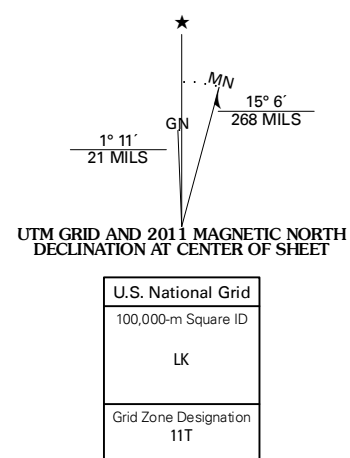 MN
15° 6´
268 MILS
GN
1° 11´
21 MILS
UTM GRID AND 2011 MAGNETIC NORTH
DECLINATION AT CENTER OF SHEET
U.S. National Grid
100,000-m Square ID
LK
Grid Zone Designation
11T